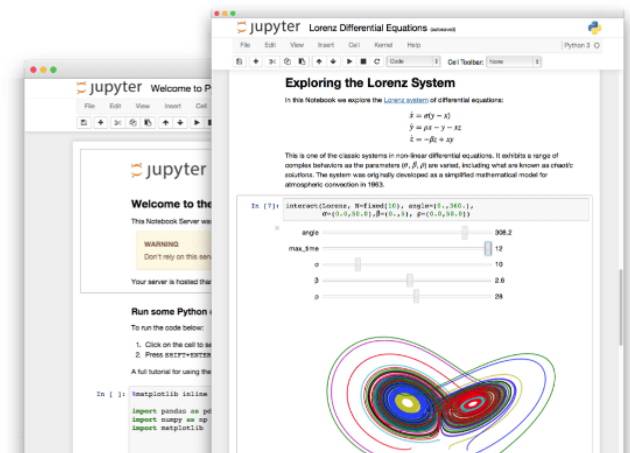 jupyter Lorenz Differential Equations (autosaved)
File Edit View Insert Cell Kernel Help Python 3
Code Cell Toolbar: None
Exploring the Lorenz System
In this Notebook we explore the Lorenz system of differential equations:
ẋ = σ(y − x)
ẏ = ρx − y − xz
ż = −βz + xy
This is one of the classic systems in non-linear differential equations. It exhibits a range of
complex behaviors as the parameters (σ, β, ρ) are varied, including what are known as chaotic
solutions. The system was originally developed as a simplified mathematical model for
atmospheric convection in 1963.
In [7]: interact(Lorenz, N=fixed(10), angle=(0.,360.),
σ=(0.0,50.0),β=(0.,5), ρ=(0.0,50.0))
angle 308.2
max_time 12
σ 10
β 2.6
ρ 28
jupyter Welcome to P
File Edit View Insert Cell
jupyter
Welcome to the
This Notebook Server was
WARNING
Don't rely on this serv
Your server is hosted than
Run some Python
To run the code below:
1. Click on the cell to se
2. Press SHIFT+ENTER
A full tutorial for using the
In [ ]: %matplotlib inline
import pandas as pd
import numpy as np
import matplotlib